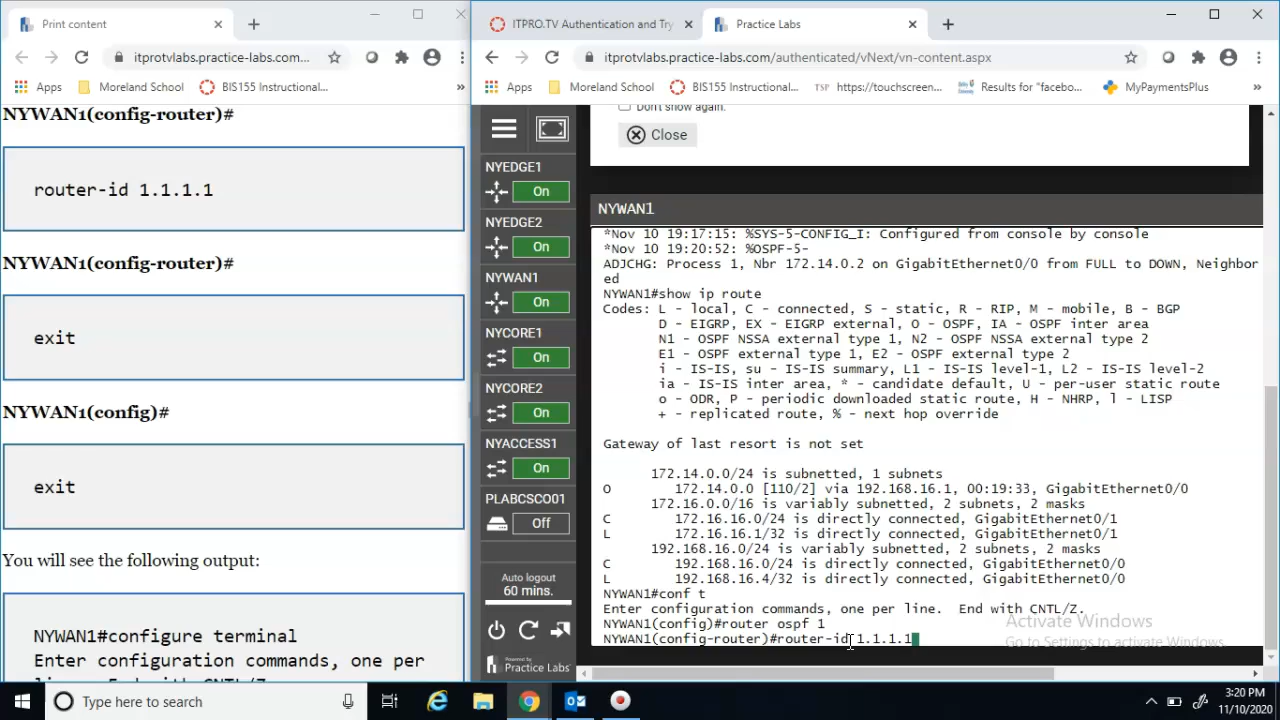 Print content
itprotvlabs.practice-labs.com...
Apps
Moreland School
BIS155 Instructional...
»
NYWAN1(config-router)#
router-id 1.1.1.1
NYWAN1(config-router)#
exit
NYWAN1(config)#
exit
You will see the following output:
NYWAN1#configure terminal
Enter configuration commands, one per
ITPRO.TV Authentication and Try
Practice Labs
itprotvlabs.practice-labs.com/authenticated/vNext/vn-content.aspx
Apps
Moreland School
BIS155 Instructional...
TSP https://touchscreen...
Results for "facebo...
MyPaymentsPlus
»
Don't show again.
Close
NYEDGE1
On
NYEDGE2
On
NYWAN1
On
NYCORE1
On
NYCORE2
On
NYACCESS1
On
PLABCSCO01
Off
Auto logout
60 mins.
Powered by
Practice Labs
NYWAN1
*Nov 10 19:17:15: %SYS-5-CONFIG_I: Configured from console by console
*Nov 10 19:20:52: %OSPF-5-
ADJCHG: Process 1, Nbr 172.14.0.2 on GigabitEthernet0/0 from FULL to DOWN, Neighbor
ed
NYWAN1#show ip route
Codes: L - local, C - connected, S - static, R - RIP, M - mobile, B - BGP
D - EIGRP, EX - EIGRP external, O - OSPF, IA - OSPF inter area
N1 - OSPF NSSA external type 1, N2 - OSPF NSSA external type 2
E1 - OSPF external type 1, E2 - OSPF external type 2
i - IS-IS, su - IS-IS summary, L1 - IS-IS level-1, L2 - IS-IS level-2
ia - IS-IS inter area, * - candidate default, U - per-user static route
o - ODR, P - periodic downloaded static route, H - NHRP, l - LISP
+ - replicated route, % - next hop override
Gateway of last resort is not set
172.14.0.0/24 is subnetted, 1 subnets
O 172.14.0.0 [110/2] via 192.168.16.1, 00:19:33, GigabitEthernet0/0
172.16.0.0/16 is variably subnetted, 2 subnets, 2 masks
C 172.16.16.0/24 is directly connected, GigabitEthernet0/1
L 172.16.16.1/32 is directly connected, GigabitEthernet0/1
192.168.16.0/24 is variably subnetted, 2 subnets, 2 masks
C 192.168.16.0/24 is directly connected, GigabitEthernet0/0
L 192.168.16.4/32 is directly connected, GigabitEthernet0/0
NYWAN1#conf t
Enter configuration commands, one per line. End with CNTL/Z.
NYWAN1(config)#router ospf 1
NYWAN1(config-router)#router-id 1.1.1.1
Activate Windows
Go to Settings to activate Windows.
Type here to search
3:20 PM
11/10/2020